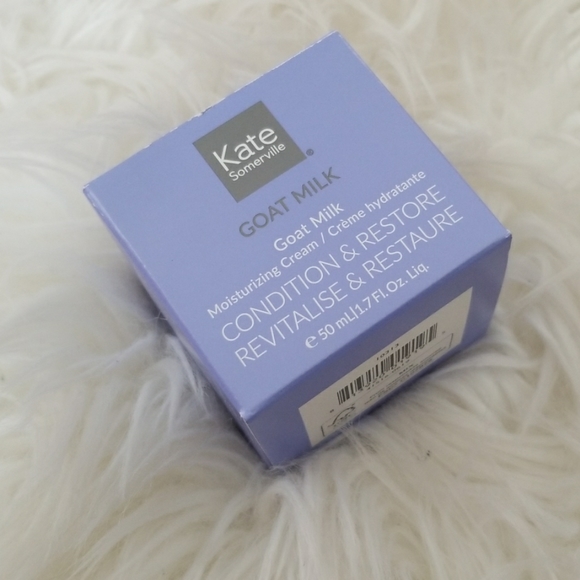 Kate
Somerville®
GOAT MILK
Goat Milk
Moisturizing Cream / Crème hydratante
CONDITION & RESTORE
REVITALISE & RESTAURE
℮ 50 mL|1.7 Fl.Oz. Liq.
10313